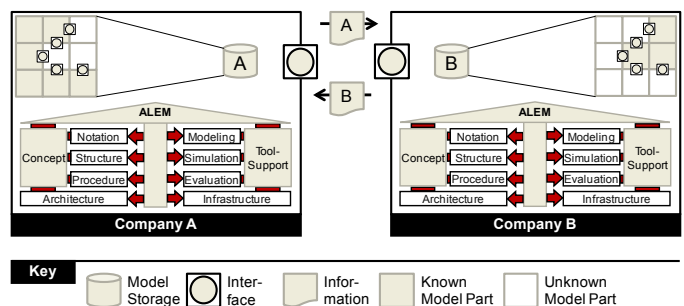 A
A
B
B
ALEM
Notation
Modeling
Concept
Structure
Simulation
Tool-
Support
Procedure
Evaluation
Architecture
Infrastructure
Company A
ALEM
Notation
Modeling
Concept
Structure
Simulation
Tool-
Support
Procedure
Evaluation
Architecture
Infrastructure
Company B
Key
Model
Storage
Inter-
face
Infor-
mation
Known
Model Part
Unknown
Model Part